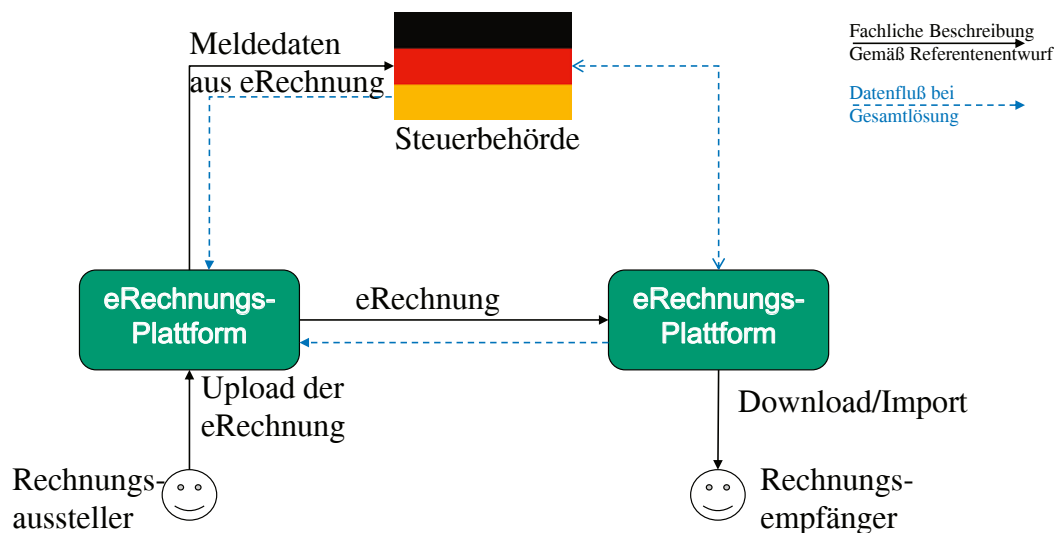 Meldedaten
aus eRechnung
Steuerbehörde
Fachliche Beschreibung
Gemäß Referentenentwurf
Datenfluß bei
Gesamtlösung
eRechnungs-
Plattform
eRechnung
eRechnungs-
Plattform
Upload der
eRechnung
Download/Import
Rechnungs-
aussteller
Rechnungs-
empfänger